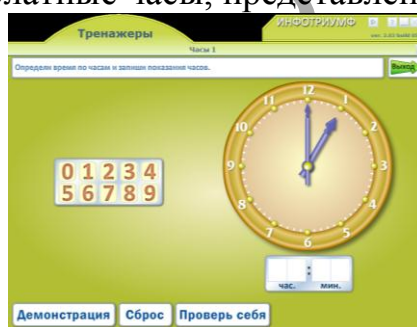 латные часы, представлен
Тренажеры
ИНФОТРИУМФ
Часы 1
Определи время по часам и запиши показания часов.
Выход
12
11 1
10 2
9 3
8 4
7 5
6
0 1 2 3 4
5 6 7 8 9
:
час. мин.
Демонстрация Сброс Проверь себя